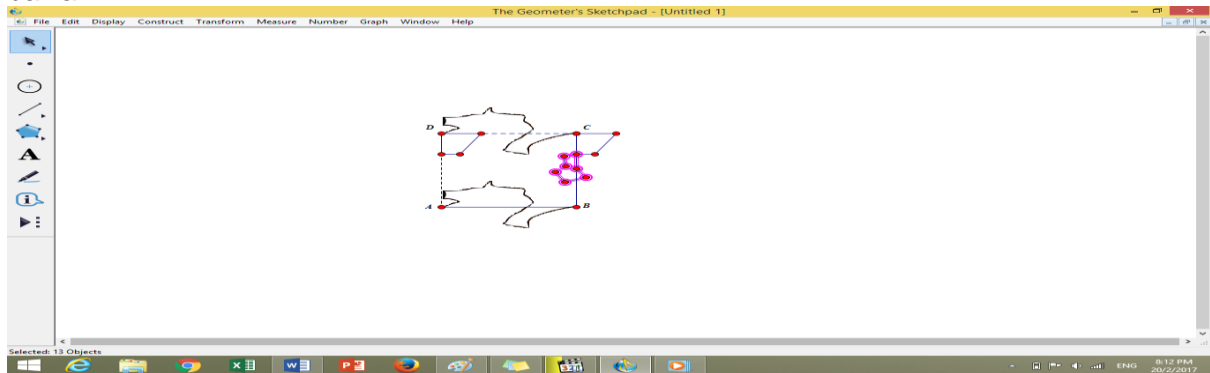 The Geometer's Sketchpad - [Untitled 1]
File Edit Display Construct Transform Measure Number Graph Window Help
D C
A B
A
Selected: 13 Objects
ENG 8:12 PM
20/2/2017